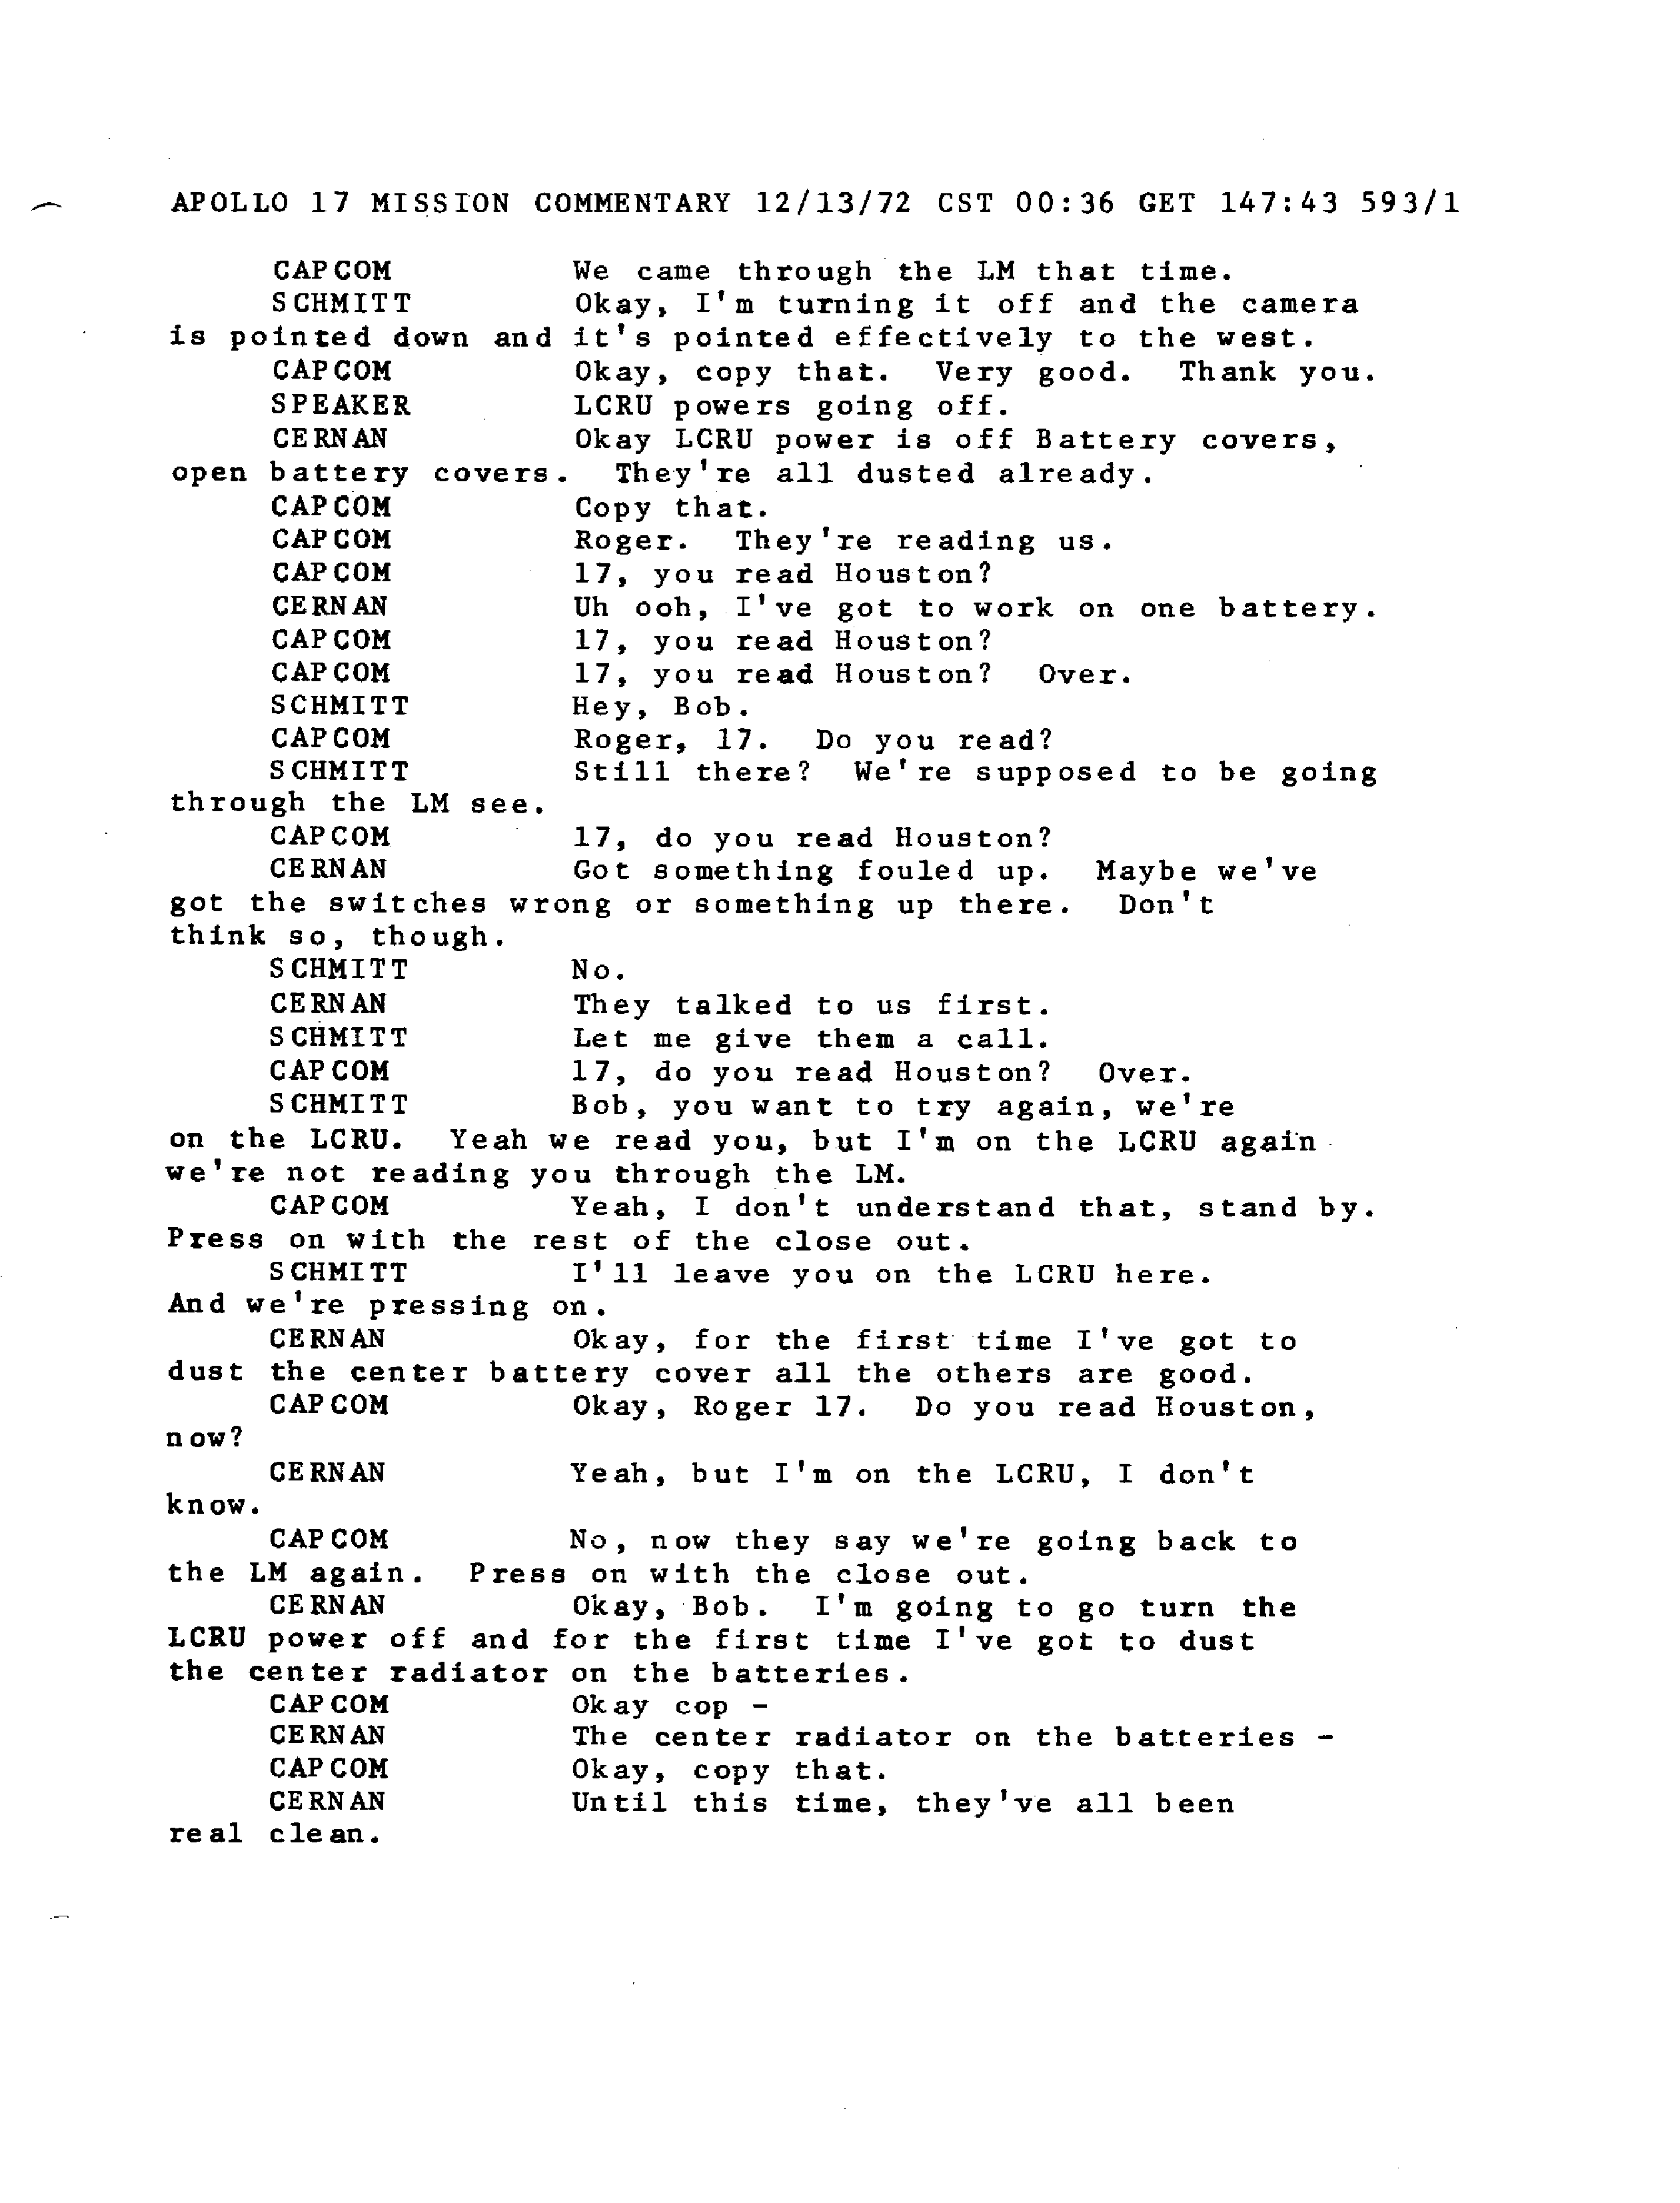 APOLLO 17 MISSION COMMENTARY 12/13/72 CST 00:36 GET 147:43 593/1
CAPCOM We came through the LM that time.
SCHMITT Okay, I'm turning it off and the camera
is pointed down and it's pointed effectively to the west.
CAPCOM Okay, copy that. Very good. Thank you.
SPEAKER LCRU powers going off.
CERNAN Okay LCRU power is off Battery covers,
open battery covers. They're all dusted already.
CAPCOM Copy that.
CAPCOM Roger. They're reading us.
CAPCOM 17, you read Houston?
CERNAN Uh ooh, I've got to work on one battery.
CAPCOM 17, you read Houston?
CAPCOM 17, you read Houston? Over.
SCHMITT Hey, Bob.
CAPCOM Roger, 17. Do you read?
SCHMITT Still there? We're supposed to be going
through the LM see.
CAPCOM 17, do you read Houston?
CERNAN Got something fouled up. Maybe we've
got the switches wrong or something up there. Don't
think so, though.
SCHMITT No.
CERNAN They talked to us first.
SCHMITT Let me give them a call.
CAPCOM 17, do you read Houston? Over.
SCHMITT Bob, you want to try again, we're
on the LCRU. Yeah we read you, but I'm on the LCRU again
we're not reading you through the LM.
CAPCOM Yeah, I don't understand that, stand by.
Press on with the rest of the close out.
SCHMITT I'll leave you on the LCRU here.
And we're pressing on.
CERNAN Okay, for the first time I've got to
dust the center battery cover all the others are good.
CAPCOM Okay, Roger 17. Do you read Houston,
now?
CERNAN Yeah, but I'm on the LCRU, I don't
know.
CAPCOM No, now they say we're going back to
the LM again. Press on with the close out.
CERNAN Okay, Bob. I'm going to go turn the
LCRU power off and for the first time I've got to dust
the center radiator on the batteries.
CAPCOM Okay cop -
CERNAN The center radiator on the batteries -
CAPCOM Okay, copy that.
CERNAN Until this time, they've all been
real clean.